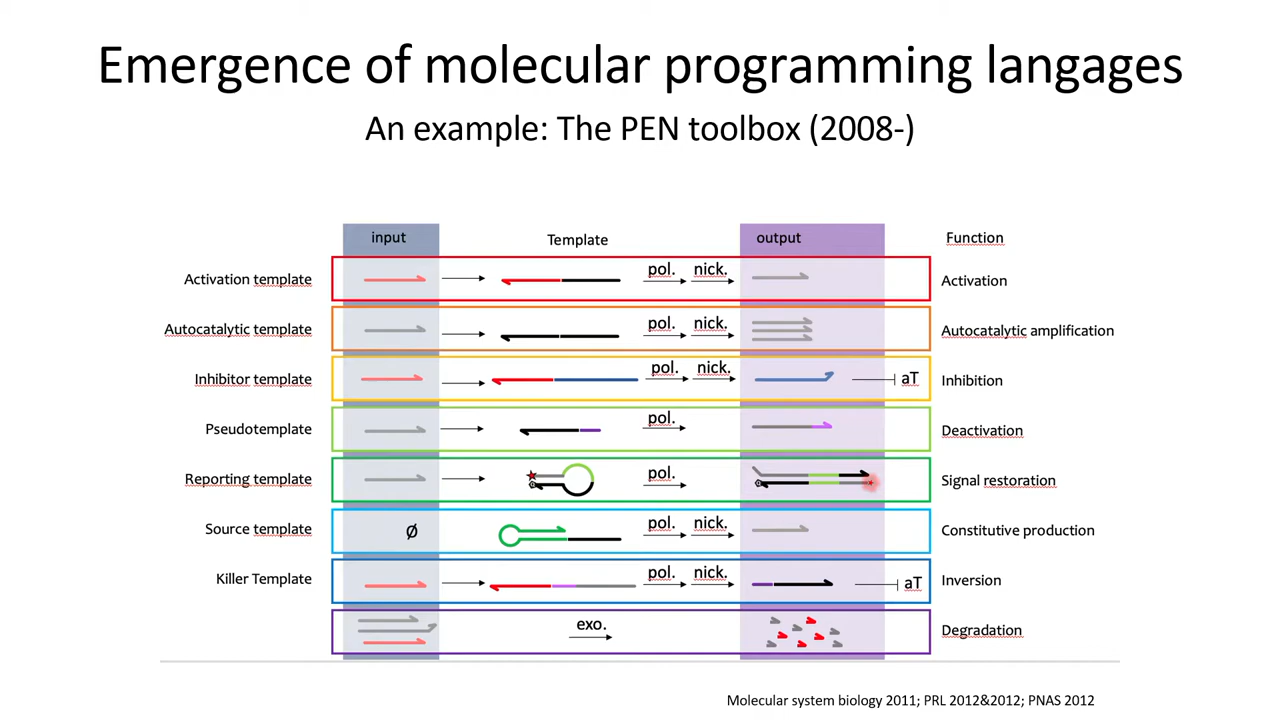 Emergence of molecular programming langages
An example: The PEN toolbox (2008-)
input Template output Function
Activation template pol. nick. Activation
Autocatalytic template pol. nick. Autocatalytic amplification
Inhibitor template pol. nick. aT Inhibition
Pseudotemplate pol. Deactivation
Reporting template pol. Signal restoration
Source template Ø pol. nick. Constitutive production
Killer Template pol. nick. aT Inversion
exo. Degradation
Molecular system biology 2011; PRL 2012&2012; PNAS 2012